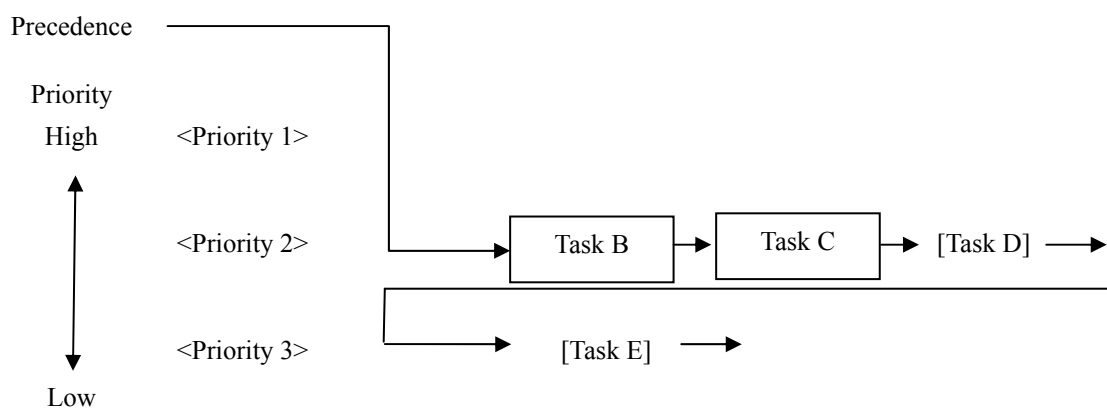 Precedence
Priority
High
<Priority 1>
<Priority 2>
Task B
Task C
[Task D]
<Priority 3>
[Task E]
Low